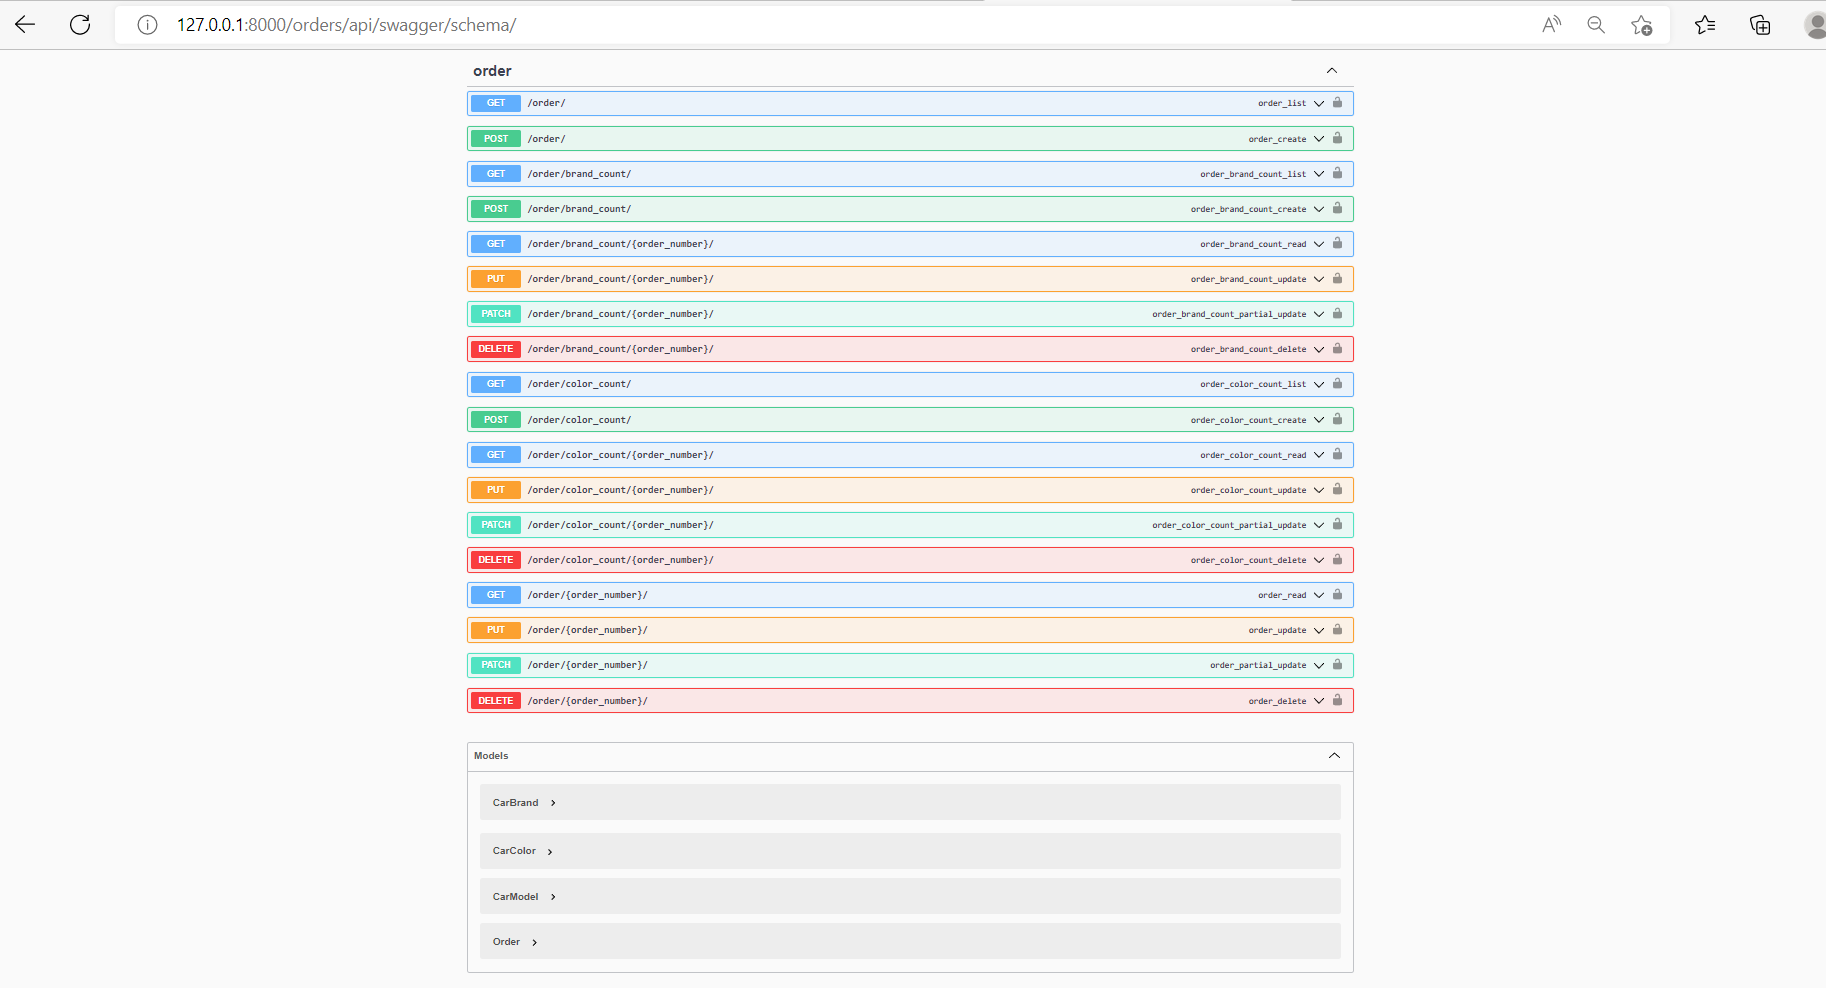 127.0.0.1:8000/orders/api/swagger/schema/
order
GET /order/ order_list
POST /order/ order_create
GET /order/brand_count/ order_brand_count_list
POST /order/brand_count/ order_brand_count_create
GET /order/brand_count/{order_number}/ order_brand_count_read
PUT /order/brand_count/{order_number}/ order_brand_count_update
PATCH /order/brand_count/{order_number}/ order_brand_count_partial_update
DELETE /order/brand_count/{order_number}/ order_brand_count_delete
GET /order/color_count/ order_color_count_list
POST /order/color_count/ order_color_count_create
GET /order/color_count/{order_number}/ order_color_count_read
PUT /order/color_count/{order_number}/ order_color_count_update
PATCH /order/color_count/{order_number}/ order_color_count_partial_update
DELETE /order/color_count/{order_number}/ order_color_count_delete
GET /order/{order_number}/ order_read
PUT /order/{order_number}/ order_update
PATCH /order/{order_number}/ order_partial_update
DELETE /order/{order_number}/ order_delete
Models
CarBrand
CarColor
CarModel
Order